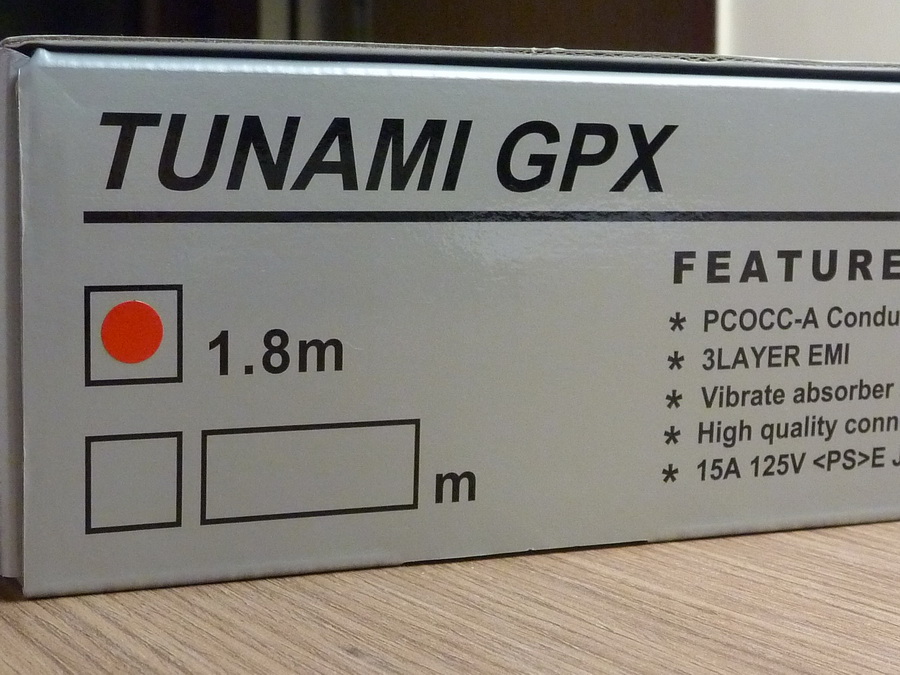 TUNAMI GPX
1.8m
m
FEATURE
* PCOCC-A Condu
* 3LAYER EMI
* Vibrate absorber
* High quality conn
* 15A 125V <PS>E J